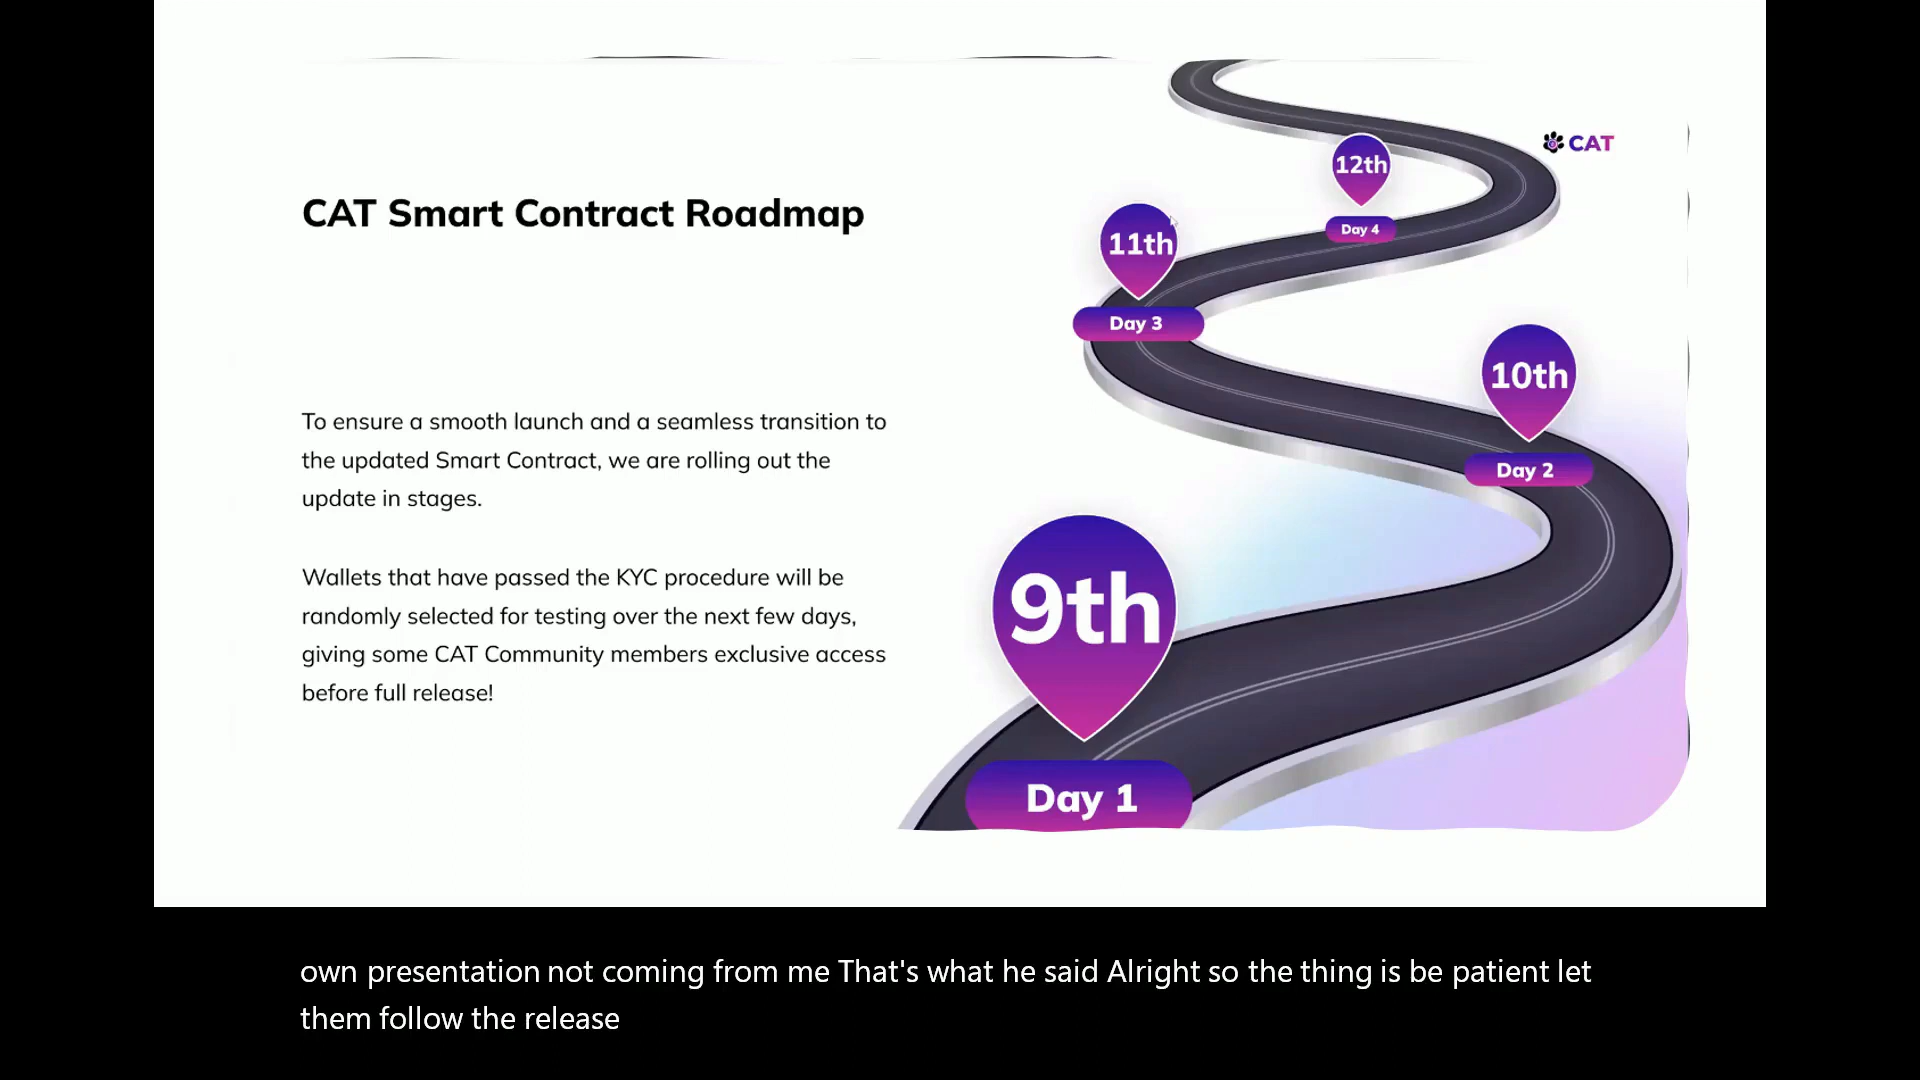 CAT
12th
Day 4
CAT Smart Contract Roadmap
11th
Day 3
10th
Day 2
To ensure a smooth launch and a seamless transition to
the updated Smart Contract, we are rolling out the
update in stages.
Wallets that have passed the KYC procedure will be
randomly selected for testing over the next few days,
giving some CAT Community members exclusive access
before full release!
9th
Day 1
own presentation not coming from me That's what he said Alright so the thing is be patient let
them follow the release